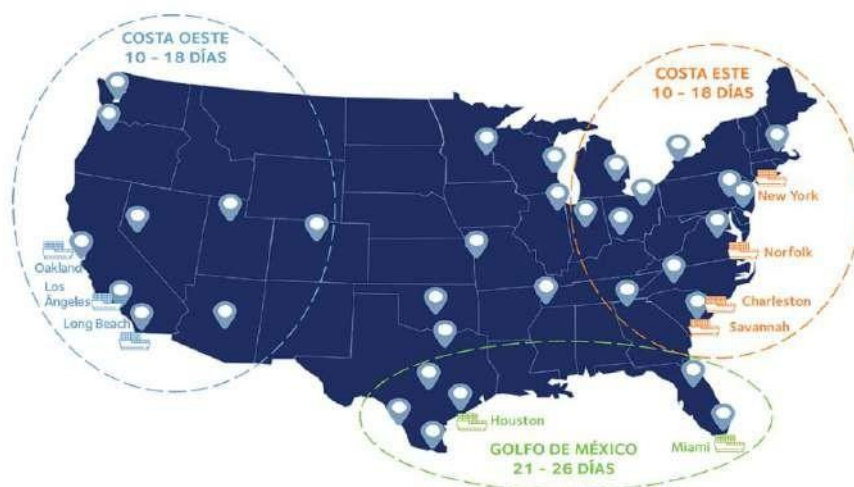 COSTA OESTE
10 – 18 DÍAS
COSTA ESTE
10 – 18 DÍAS
New York
Norfolk
Oakland
Los
Ángeles
Long Beach
Charleston
Savannah
Houston
GOLFO DE MÉXICO
21 – 26 DÍAS
Miami